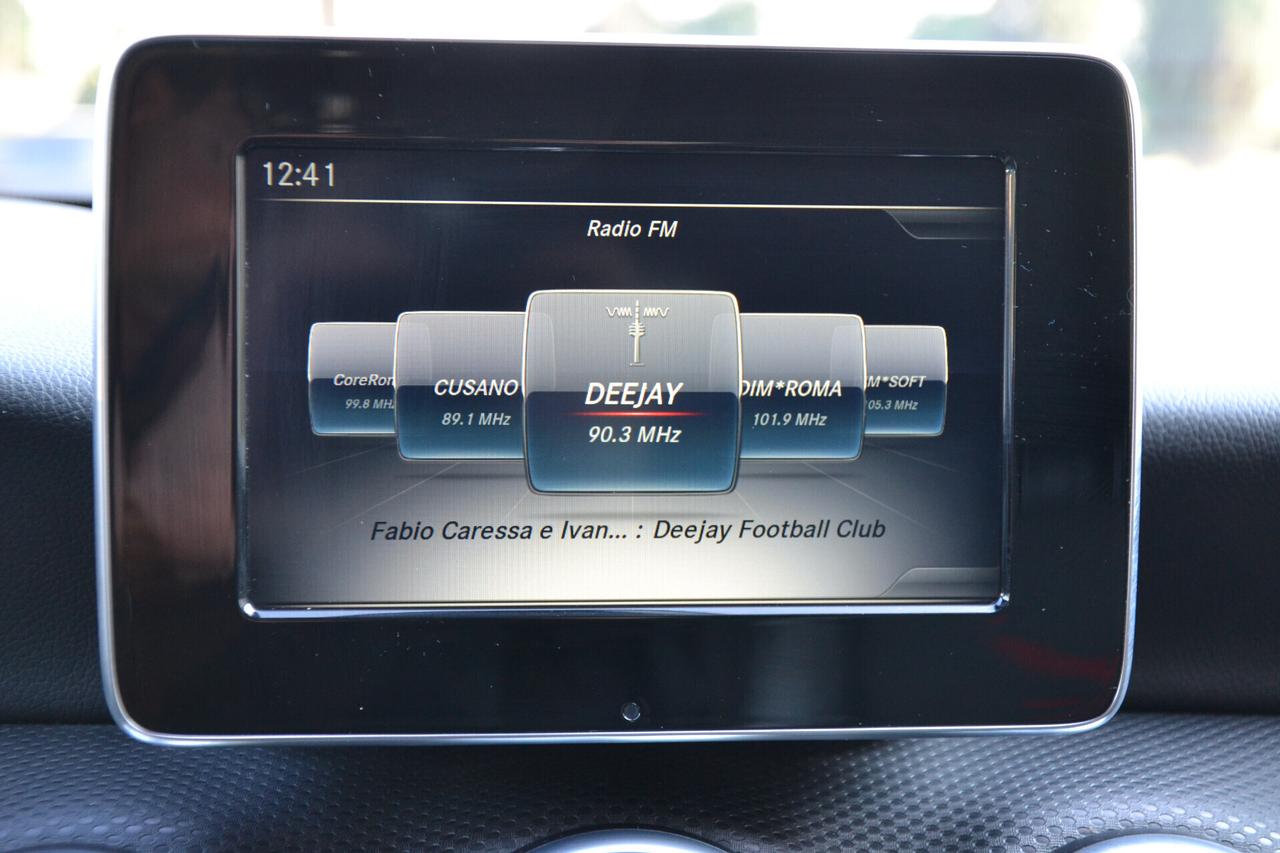 12:41
Radio FM
CoreRon
99.8 MHz
CUSANO
89.1 MHz
DEEJAY
90.3 MHz
DIM*ROMA
101.9 MHz
M*SOFT
05.3 MHz
Fabio Caressa e Ivan... : Deejay Football Club